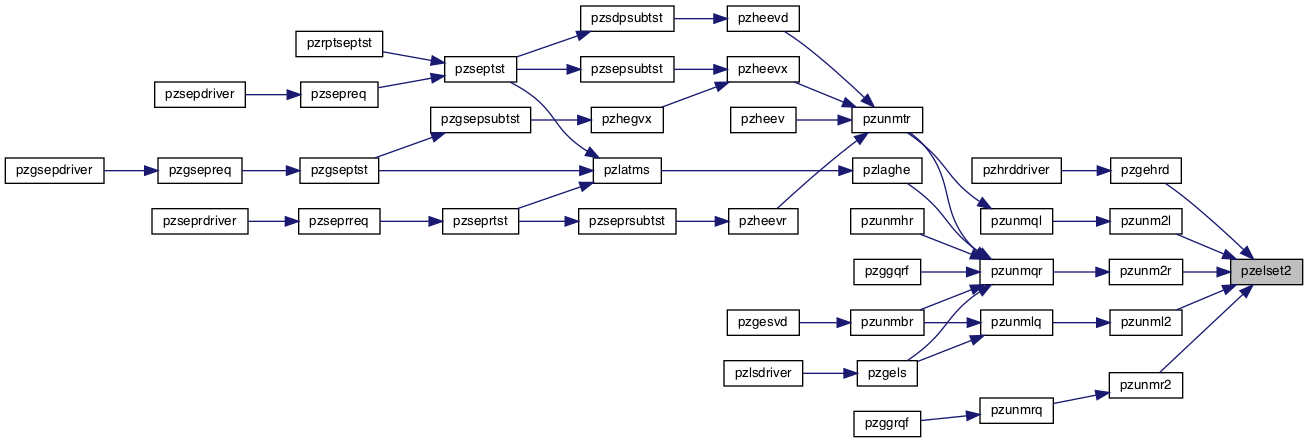 pzsdpsubtst
pzheevd
pzrptseptst
pzseptst
pzsepsubtst
pzheevx
pzsepdriver
pzsepreq
pzgsepsubtst
pzhegvx
pzheev
pzunmtr
pzgsepdriver
pzgsepreq
pzgseptst
pzlatms
pzlaghe
pzhrddriver
pzgehrd
pzseprdriver
pzseprreq
pzseprtst
pzseprsubtst
pzheevr
pzunmhr
pzunmql
pzunm2l
pzggqrf
pzunmqr
pzunm2r
pzelset2
pzgesvd
pzunmbr
pzunmlq
pzunml2
pzlsdriver
pzgels
pzunmr2
pzggrqf
pzunmrq